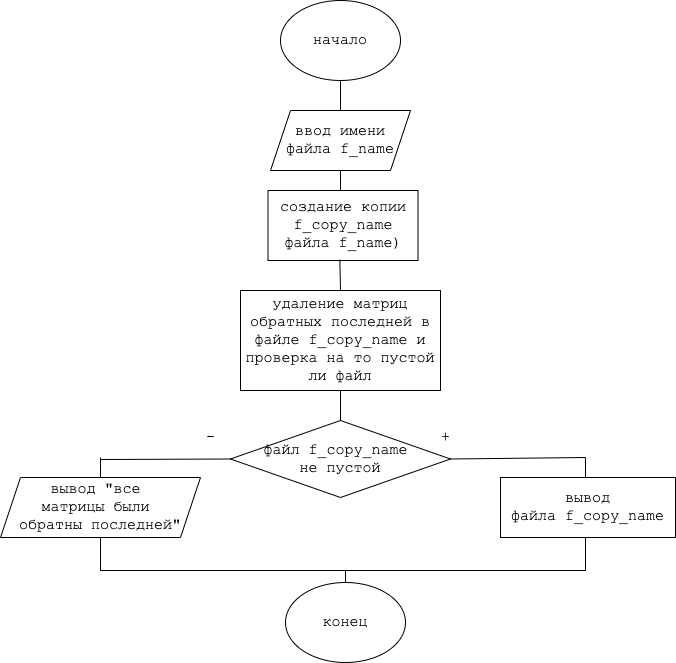 начало
ввод имени
файла f_name
создание копии
f_copy_name
файла f_name)
удаление матриц
обратных последней в
файле f_copy_name и
проверка на то пустой
ли файл
-
+
файл f_copy_name
не пустой
вывод "все
матрицы были
обратны последней"
вывод
файла f_copy_name
конец